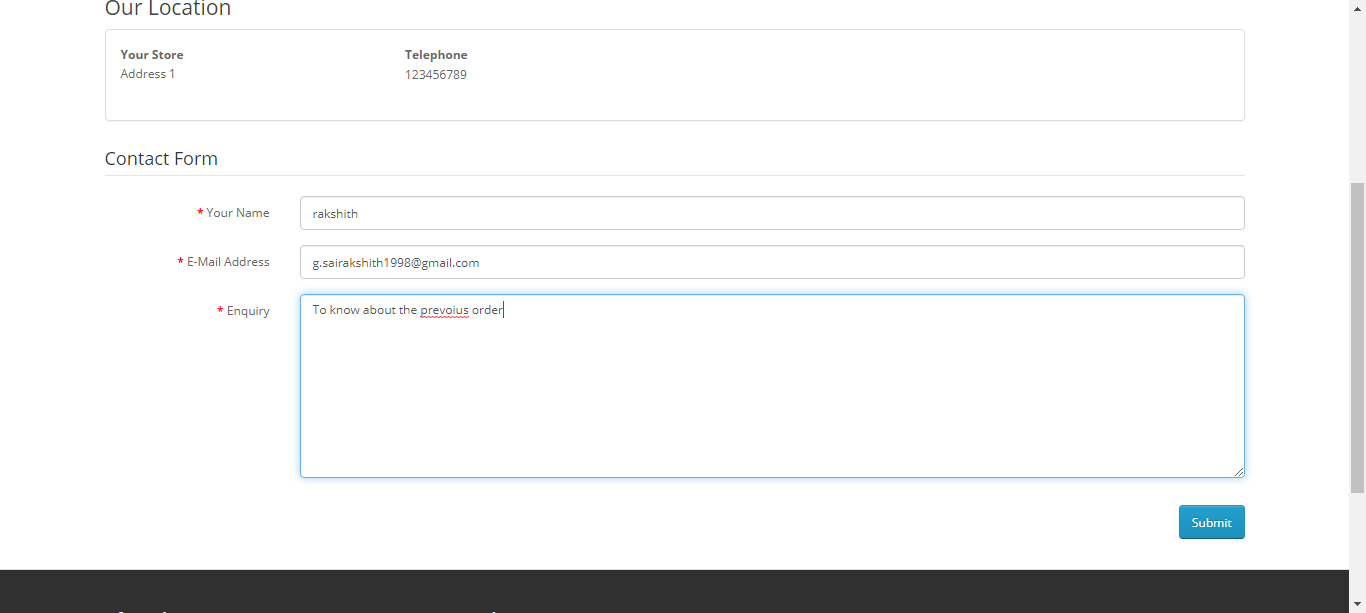 Our Location
Your Store
Address 1
Telephone
123456789
Contact Form
* Your Name
rakshith
* E-Mail Address
g.sairakshith1998@gmail.com
* Enquiry
To know about the prevoius order
Submit